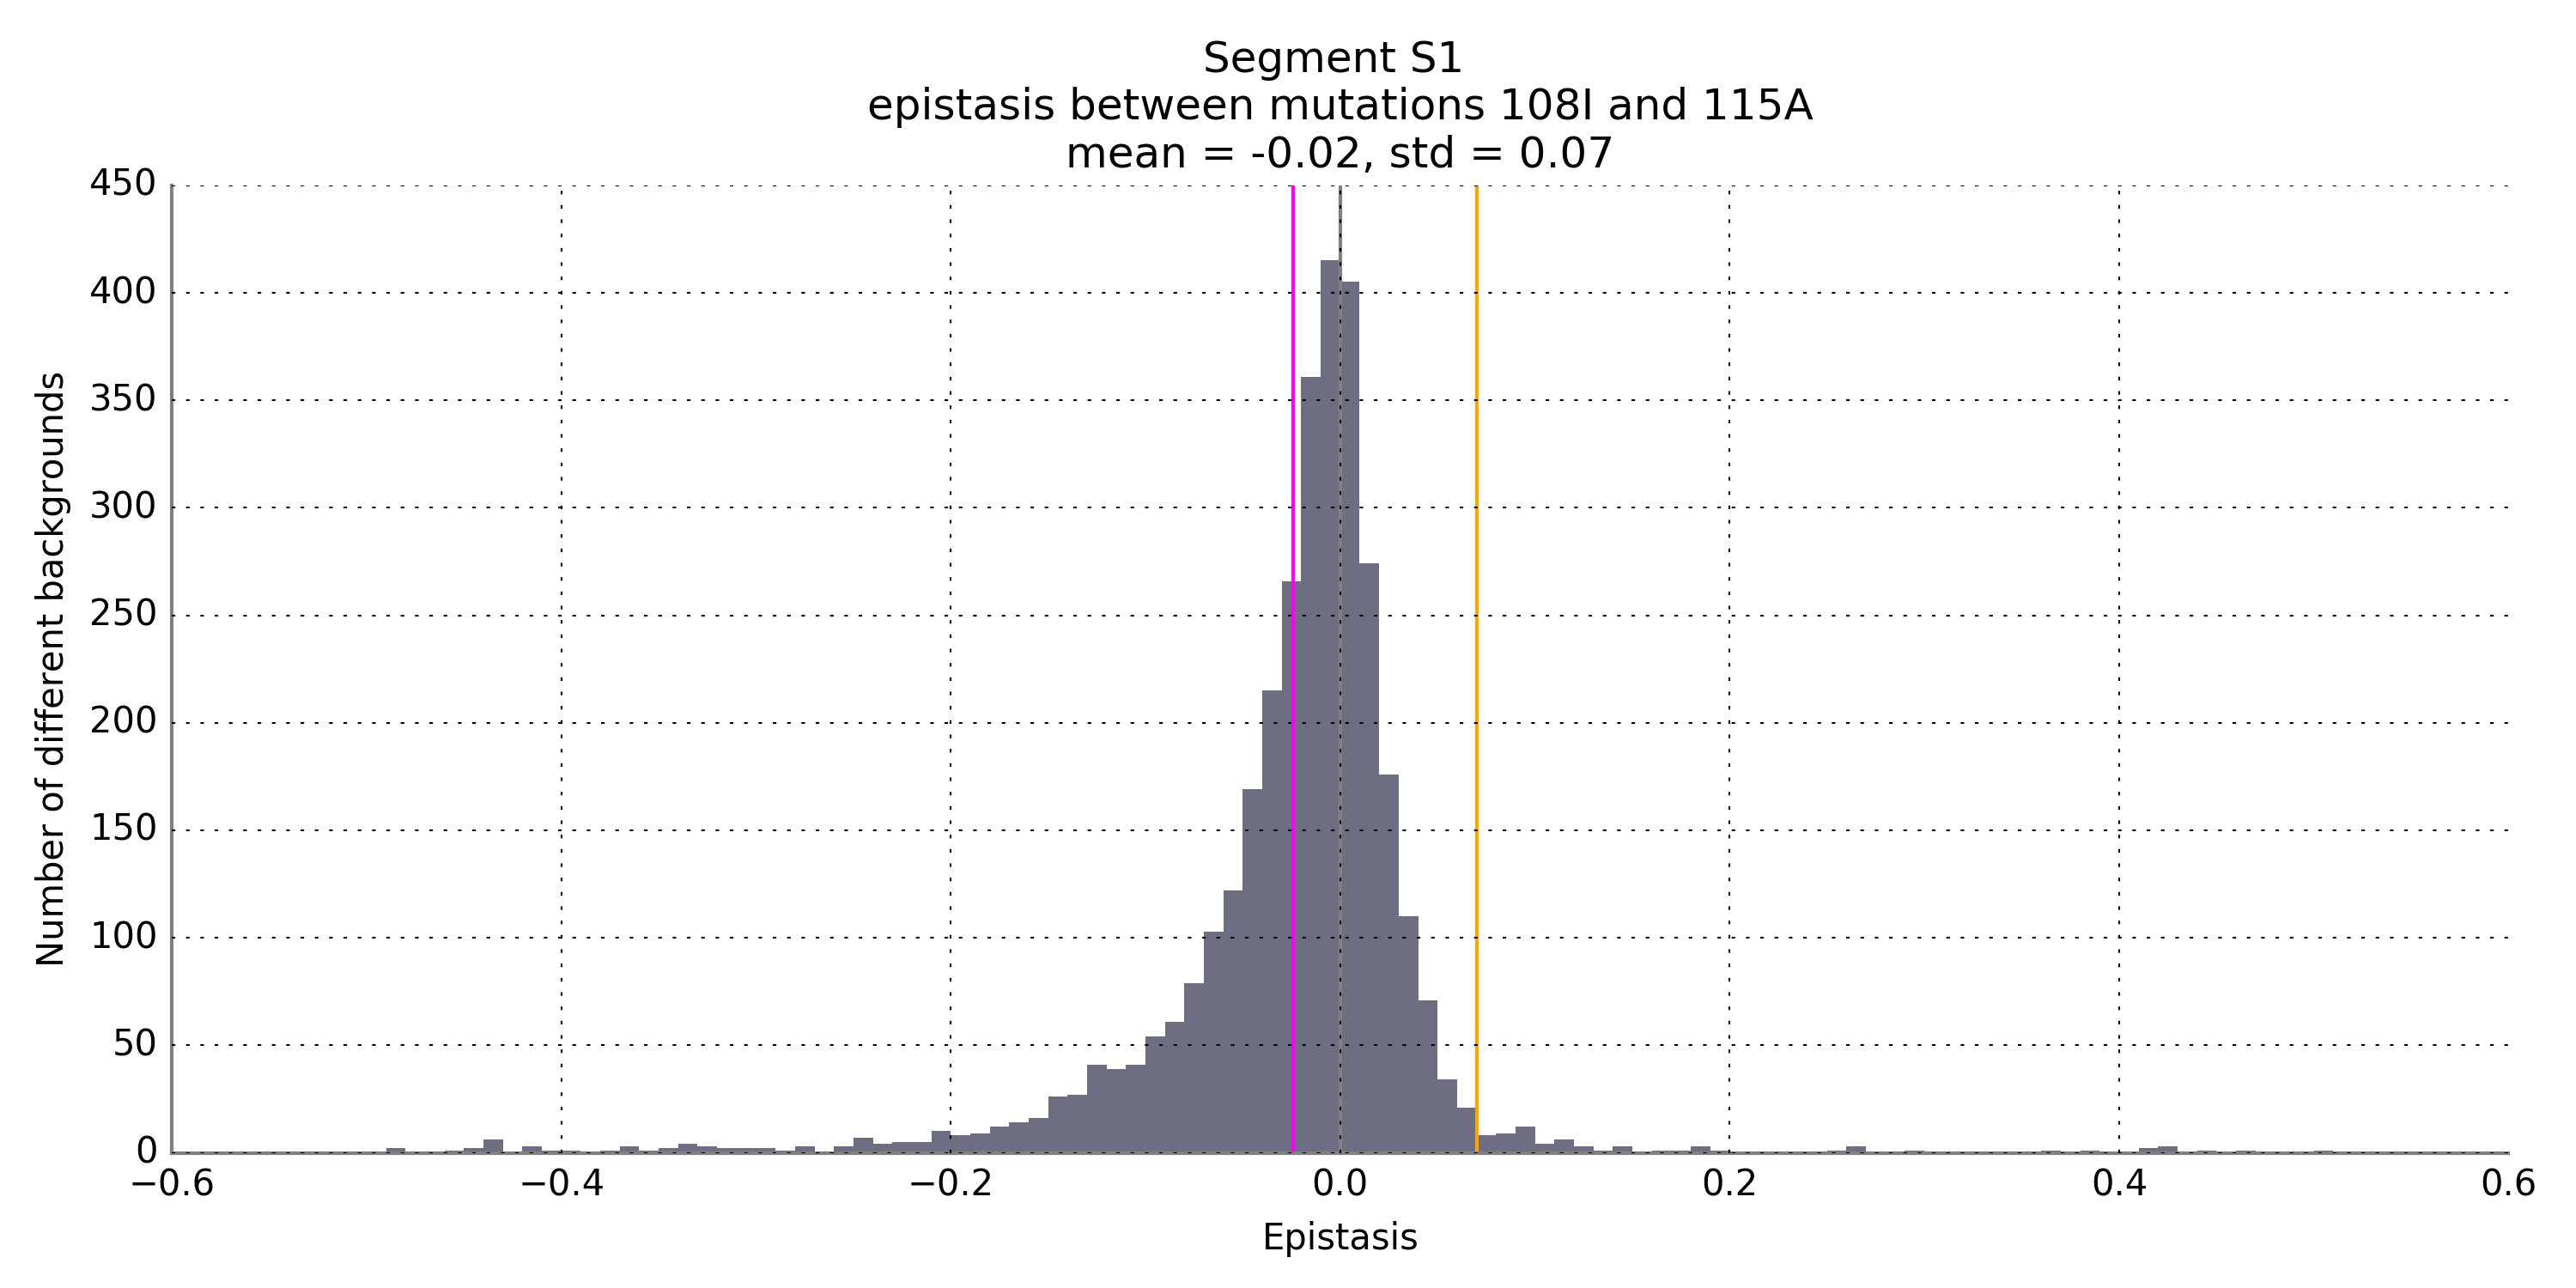 Segment S1
epistasis between mutations 108I and 115A
mean = -0.02, std = 0.07
450
400
350
300
250
200
150
100
50
0
Number of different backgrounds
−0.6 −0.4 −0.2 0.0 0.2 0.4 0.6
Epistasis